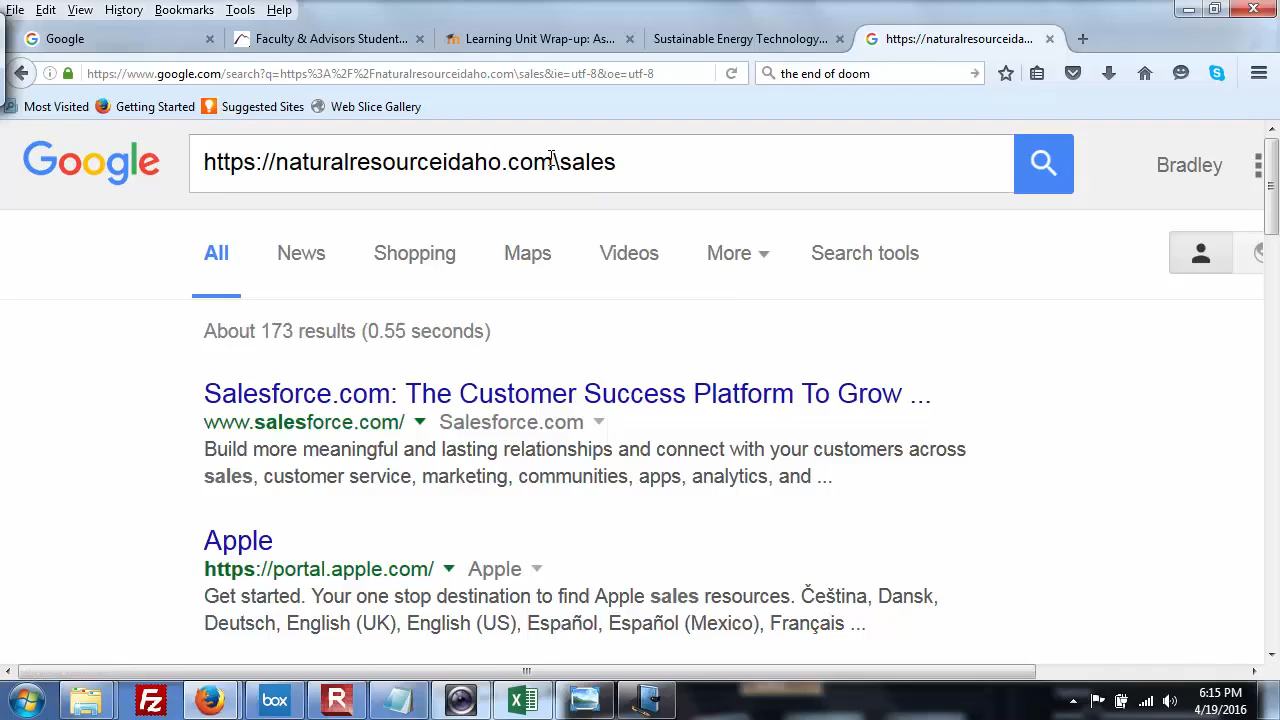 File Edit View History Bookmarks Tools Help
Google Faculty & Advisors Student... Learning Unit Wrap-up: As... Sustainable Energy Technology... https://naturalresourceida...
https://www.google.com/search?q=https%3A%2F%2Fnaturalresourceidaho.com\sales&ie=utf-8&oe=utf-8 the end of doom
Most Visited Getting Started Suggested Sites Web Slice Gallery
Google https://naturalresourceidaho.com\sales Bradley
All News Shopping Maps Videos More Search tools
About 173 results (0.55 seconds)
Salesforce.com: The Customer Success Platform To Grow ...
www.salesforce.com/ Salesforce.com
Build more meaningful and lasting relationships and connect with your customers across
sales, customer service, marketing, communities, apps, analytics, and ...
Apple
https://portal.apple.com/ Apple
Get started. Your one stop destination to find Apple sales resources. Čeština, Dansk,
Deutsch, English (UK), English (US), Español, Español (Mexico), Français ...
box
6:15 PM
4/19/2016